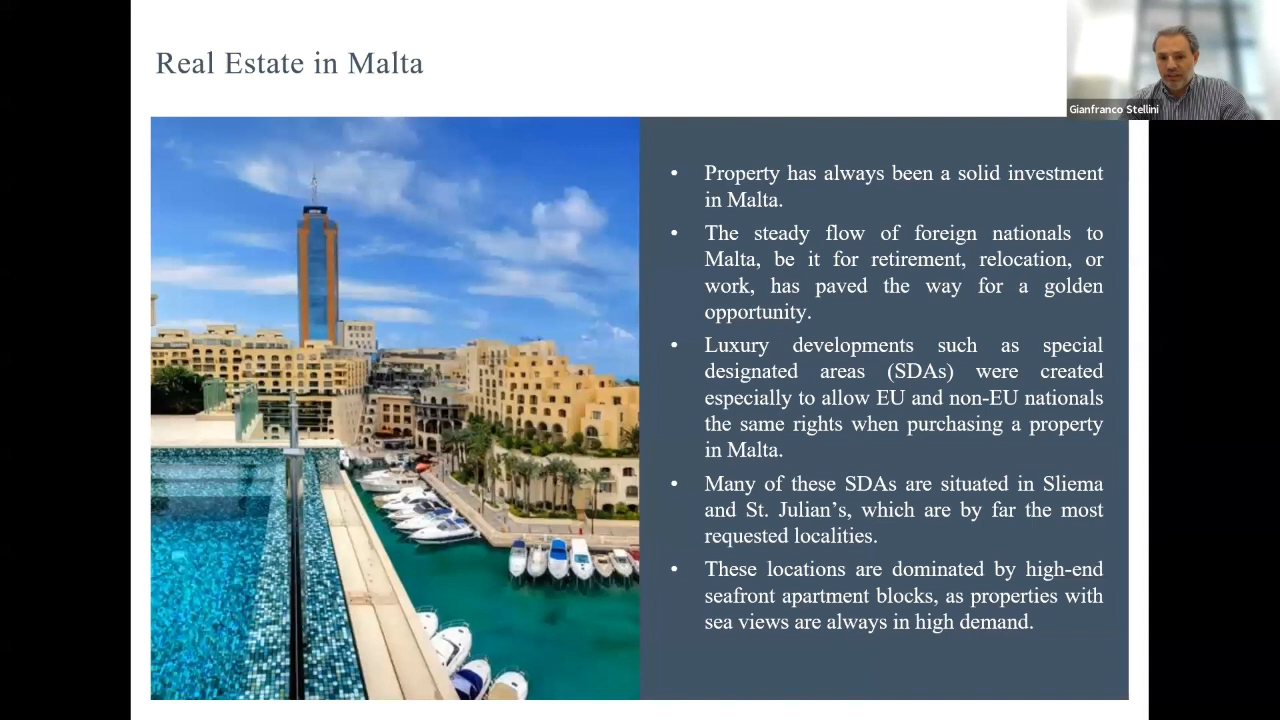 Real Estate in Malta
Gianfranco Stellini
• Property has always been a solid investment
in Malta.
• The steady flow of foreign nationals to
Malta, be it for retirement, relocation, or
work, has paved the way for a golden
opportunity.
• Luxury developments such as special
designated areas (SDAs) were created
especially to allow EU and non-EU nationals
the same rights when purchasing a property
in Malta.
• Many of these SDAs are situated in Sliema
and St. Julian’s, which are by far the most
requested localities.
• These locations are dominated by high-end
seafront apartment blocks, as properties with
sea views are always in high demand.